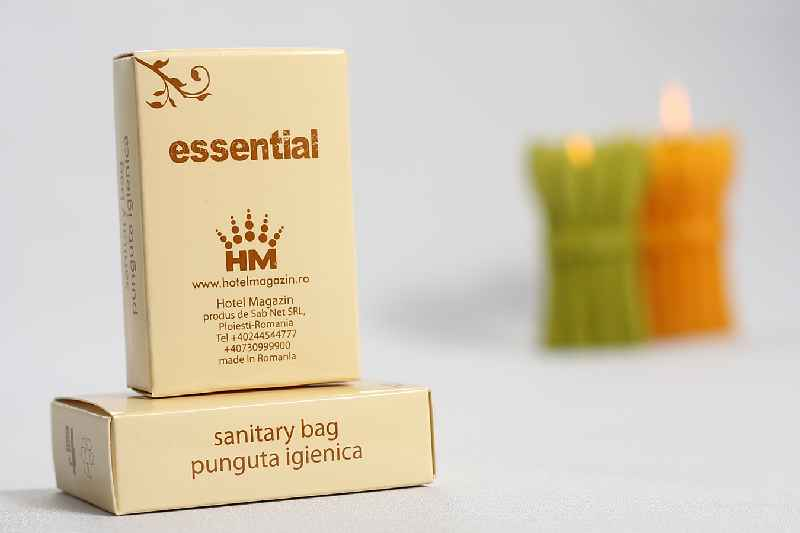 essential
HM
www.hotelmagazin.ro
Hotel Magazin
produs de Sab Net SRL,
Ploiesti-Romania
Tel +40244544777
+40730999900
made in Romania
sanitary bag
punguta igienica
sanitary bag
punguta igienica